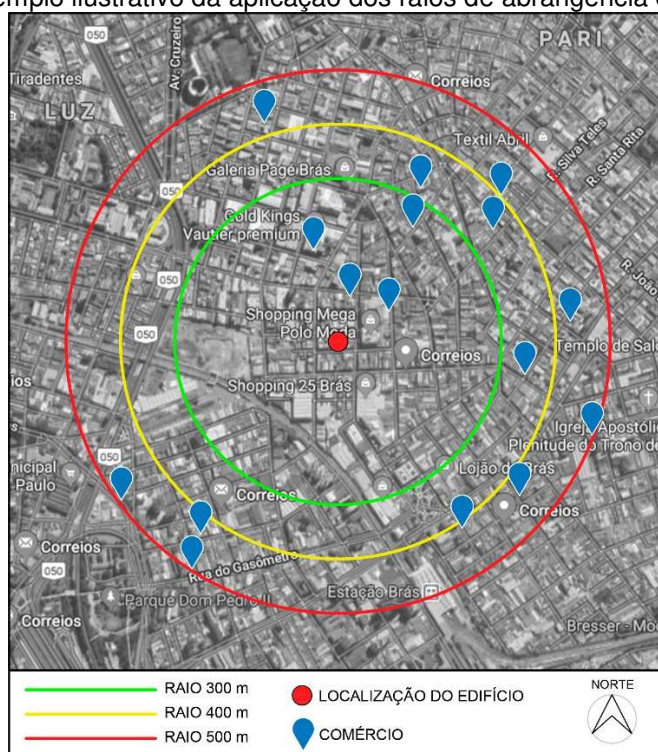 emplo ilustrativo da aplicação dos raios de abrangência
050
Av. Cruzeiro
PARI
Tiradentes
Correios
LUZ
Textil Abril
R. Silva Teles
R. Santa Rita
Galeria Pagé Brás
050
Gold Kings
Vautier premium
R. João
050
Shopping Mega
Polo Moda
050
Correios
Templo de Sal
Shopping 25 Brás
Igreja Apostólic
Plenitude do Trono de
050
nicipal
Paulo
Lojão do Brás
Correios
Correios
Correios
050
Rua do Gasômetro
Parque Dom Pedro II
Estação Brás
Correios
Bresser - Mo
RAIO 300 m
RAIO 400 m
RAIO 500 m
LOCALIZAÇÃO DO EDIFÍCIO
COMÉRCIO
NORTE